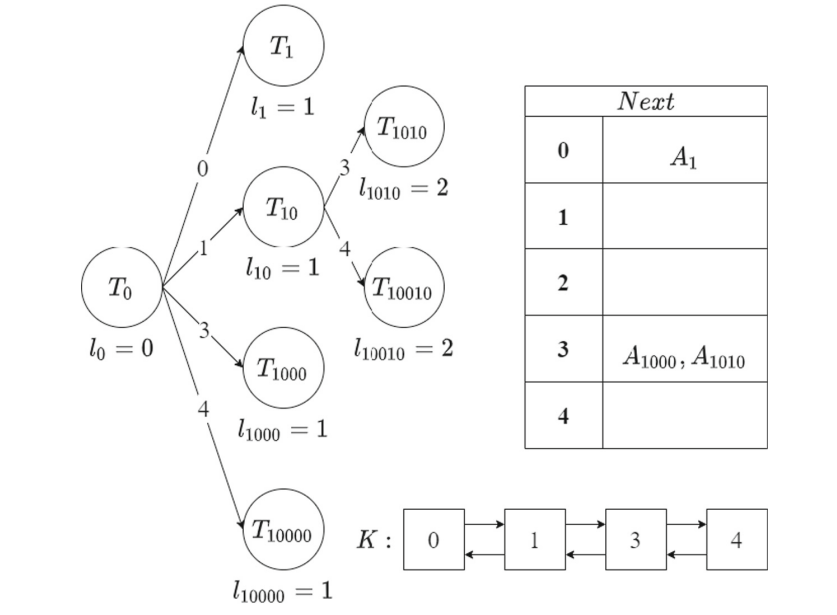 T₁
l₁ = 1
0
T₁₀₁₀
3
l₁₀₁₀ = 2
T₁₀
1
4
l₁₀ = 1
T₀
T₁₀₀₁₀
l₀ = 0
3
l₁₀₀₁₀ = 2
T₁₀₀₀
4
l₁₀₀₀ = 1
T₁₀₀₀₀
l₁₀₀₀₀ = 1
Next
0 A₁
1
2
3 A₁₀₀₀, A₁₀₁₀
4
K : 0 1 3 4